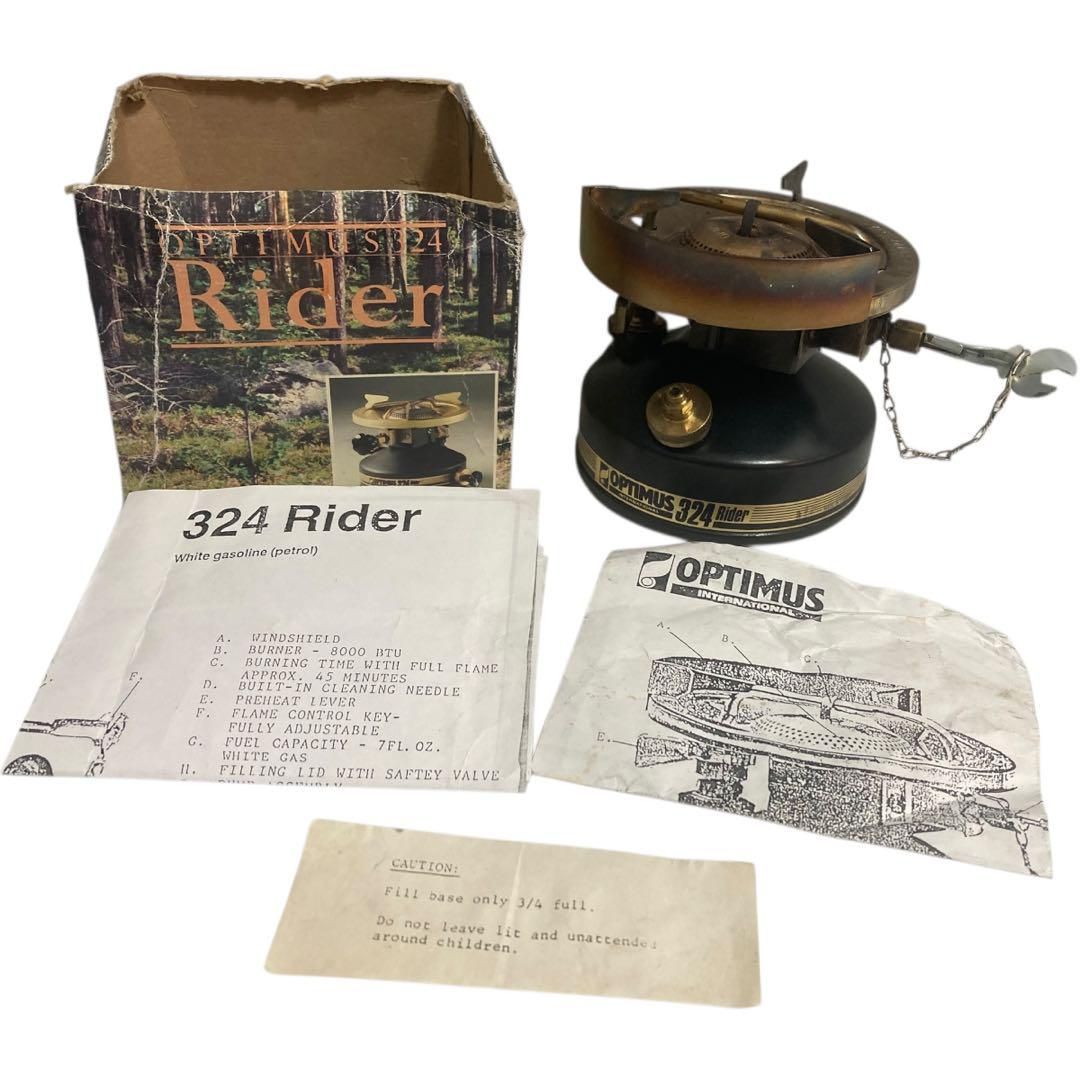 OPTIMUS 324
Rider
OPTIMUS 324 Rider
INTERNATIONAL
324 Rider
White gasoline (petrol)
A. WINDSHIELD
B. BURNER - 8000 BTU
C. BURNING TIME WITH FULL FLAME
APPROX. 45 MINUTES
D. BUILT-IN CLEANING NEEDLE
E. PREHEAT LEVER
F. FLAME CONTROL KEY-
FULLY ADJUSTABLE
G. FUEL CAPACITY - 7FL. OZ.
WHITE GAS
H. FILLING LID WITH SAFTEY VALVE
F.
OPTIMUS
INTERNATIONAL
A.
B.
C.
E.
CAUTION:
Fill base only 3/4 full.
Do not leave lit and unattended
around children.